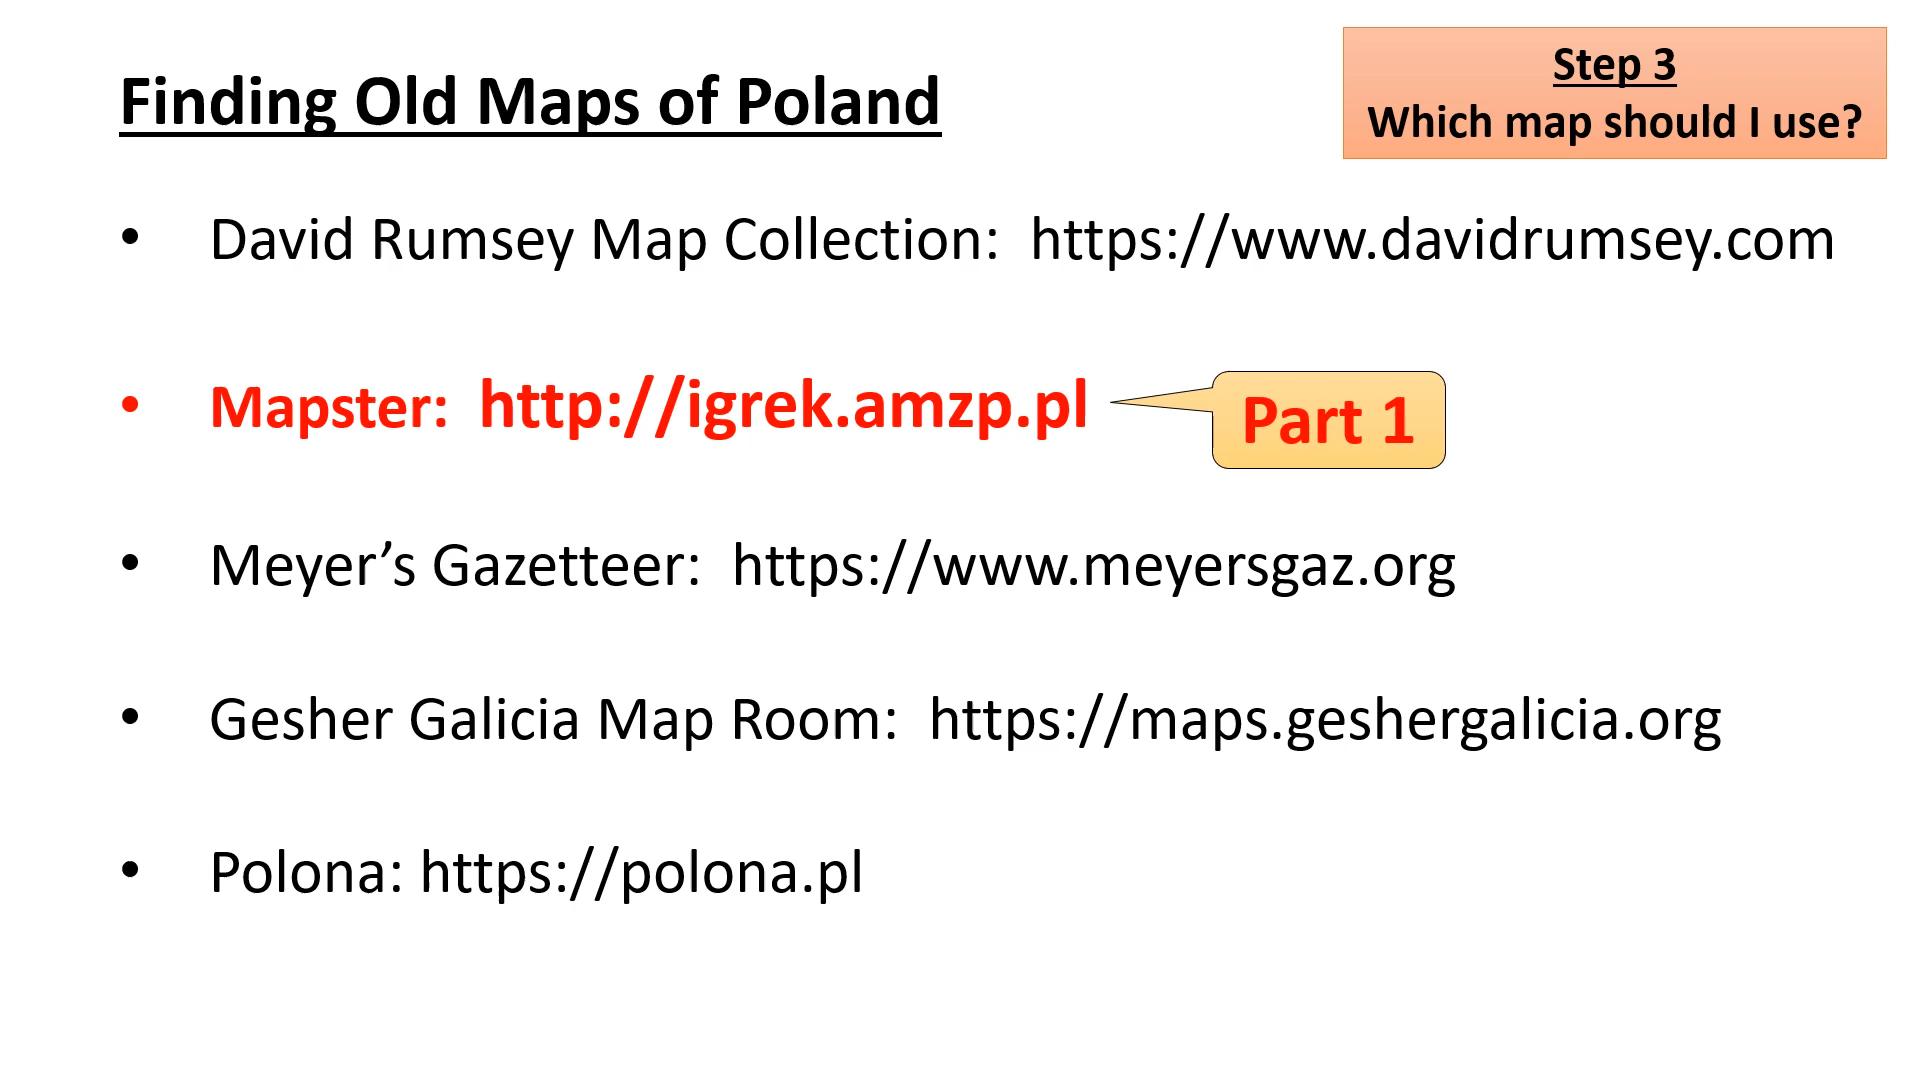 Finding Old Maps of Poland
Step 3
Which map should I use?
• David Rumsey Map Collection: https://www.davidrumsey.com
• Mapster: http://igrek.amzp.pl
Part 1
• Meyer’s Gazetteer: https://www.meyersgaz.org
• Gesher Galicia Map Room: https://maps.geshergalicia.org
• Polona: https://polona.pl